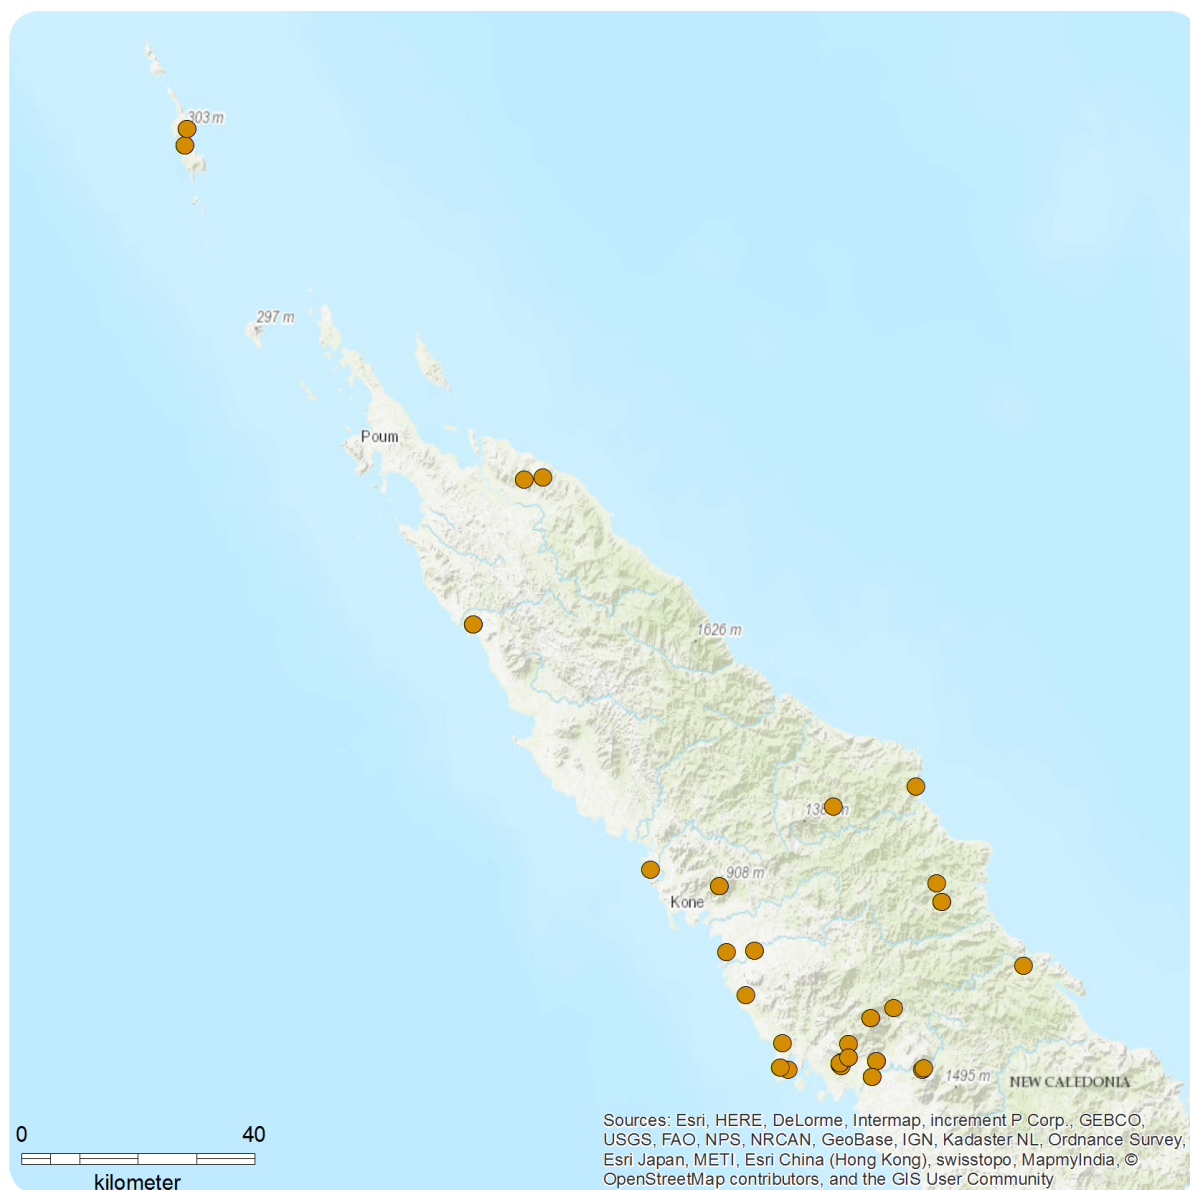 303 m
297 m
Poum
1626 m
908 m
Kone
1495 m
NEW CALEDONIA
0 40
kilometer
Sources: Esri, HERE, DeLorme, Intermap, increment P Corp., GEBCO,
USGS, FAO, NPS, NRCAN, GeoBase, IGN, Kadaster NL, Ordnance Survey,
Esri Japan, METI, Esri China (Hong Kong), swisstopo, MapmyIndia, ©
OpenStreetMap contributors, and the GIS User Community